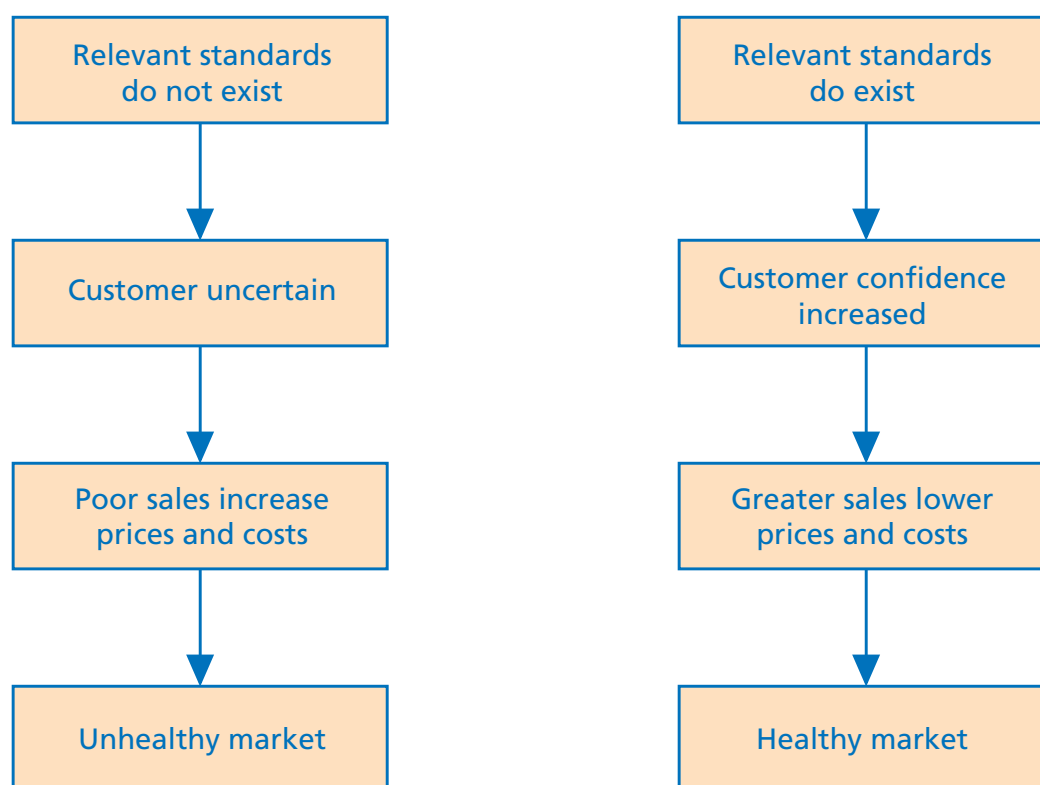 Relevant standards
do not exist
Customer uncertain
Poor sales increase
prices and costs
Unhealthy market
Relevant standards
do exist
Customer confidence
increased
Greater sales lower
prices and costs
Healthy market